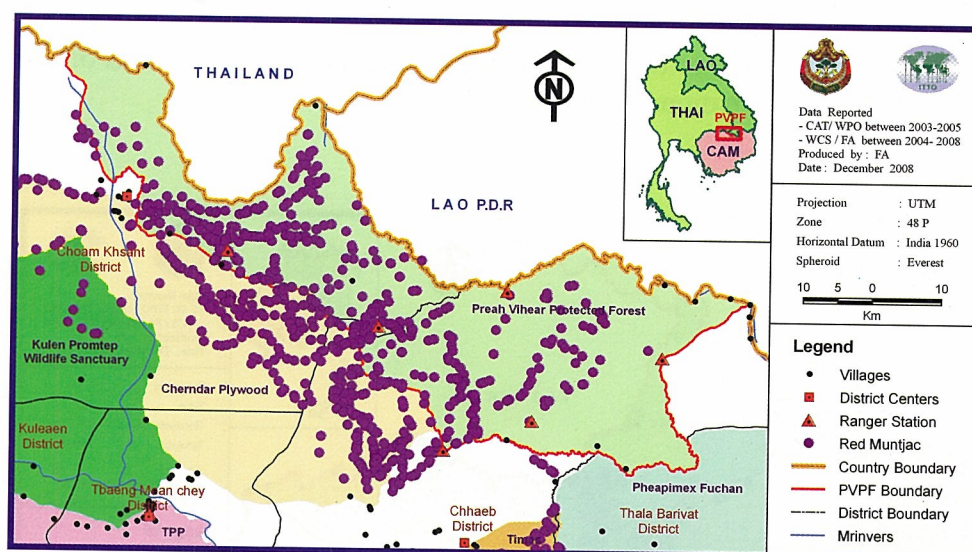 THAILAND
N
LAO P.D.R
Choam Khsant
District
Preah Vihear Protected Forest
Kulen Promtep
Wildlife Sanctuary
Cherndar Plywood
Kuleaen
District
Tbaeng Mean chey
District
TPP
Chhaeb
District
Pheapimex Fuchan
Thala Barivat
District
LAO
THAI
PVPF
CAM
ITTO
Data Reported
- CAT/ WPO between 2003-2005
- WCS / FA between 2004- 2008
Produced by : FA
Date : December 2008
Projection : UTM
Zone : 48 P
Horizontal Datum : India 1960
Spheroid : Everest
10 5 0 10
Km
Legend
Villages
District Centers
Ranger Station
Red Muntjac
Country Boundary
PVPF Boundary
District Boundary
Mrinvers